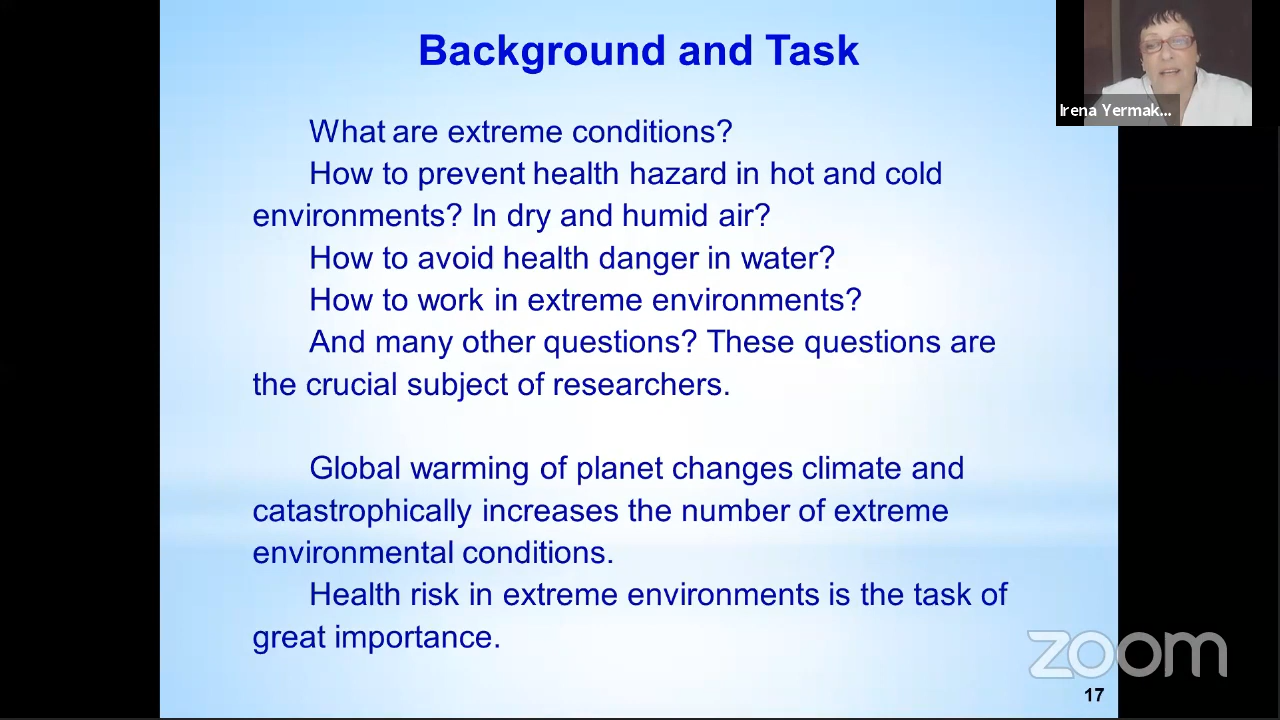 Background and Task
Irena Yermak...
What are extreme conditions?
How to prevent health hazard in hot and cold
environments? In dry and humid air?
How to avoid health danger in water?
How to work in extreme environments?
And many other questions? These questions are
the crucial subject of researchers.
Global warming of planet changes climate and
catastrophically increases the number of extreme
environmental conditions.
Health risk in extreme environments is the task of
great importance.
zoom
17